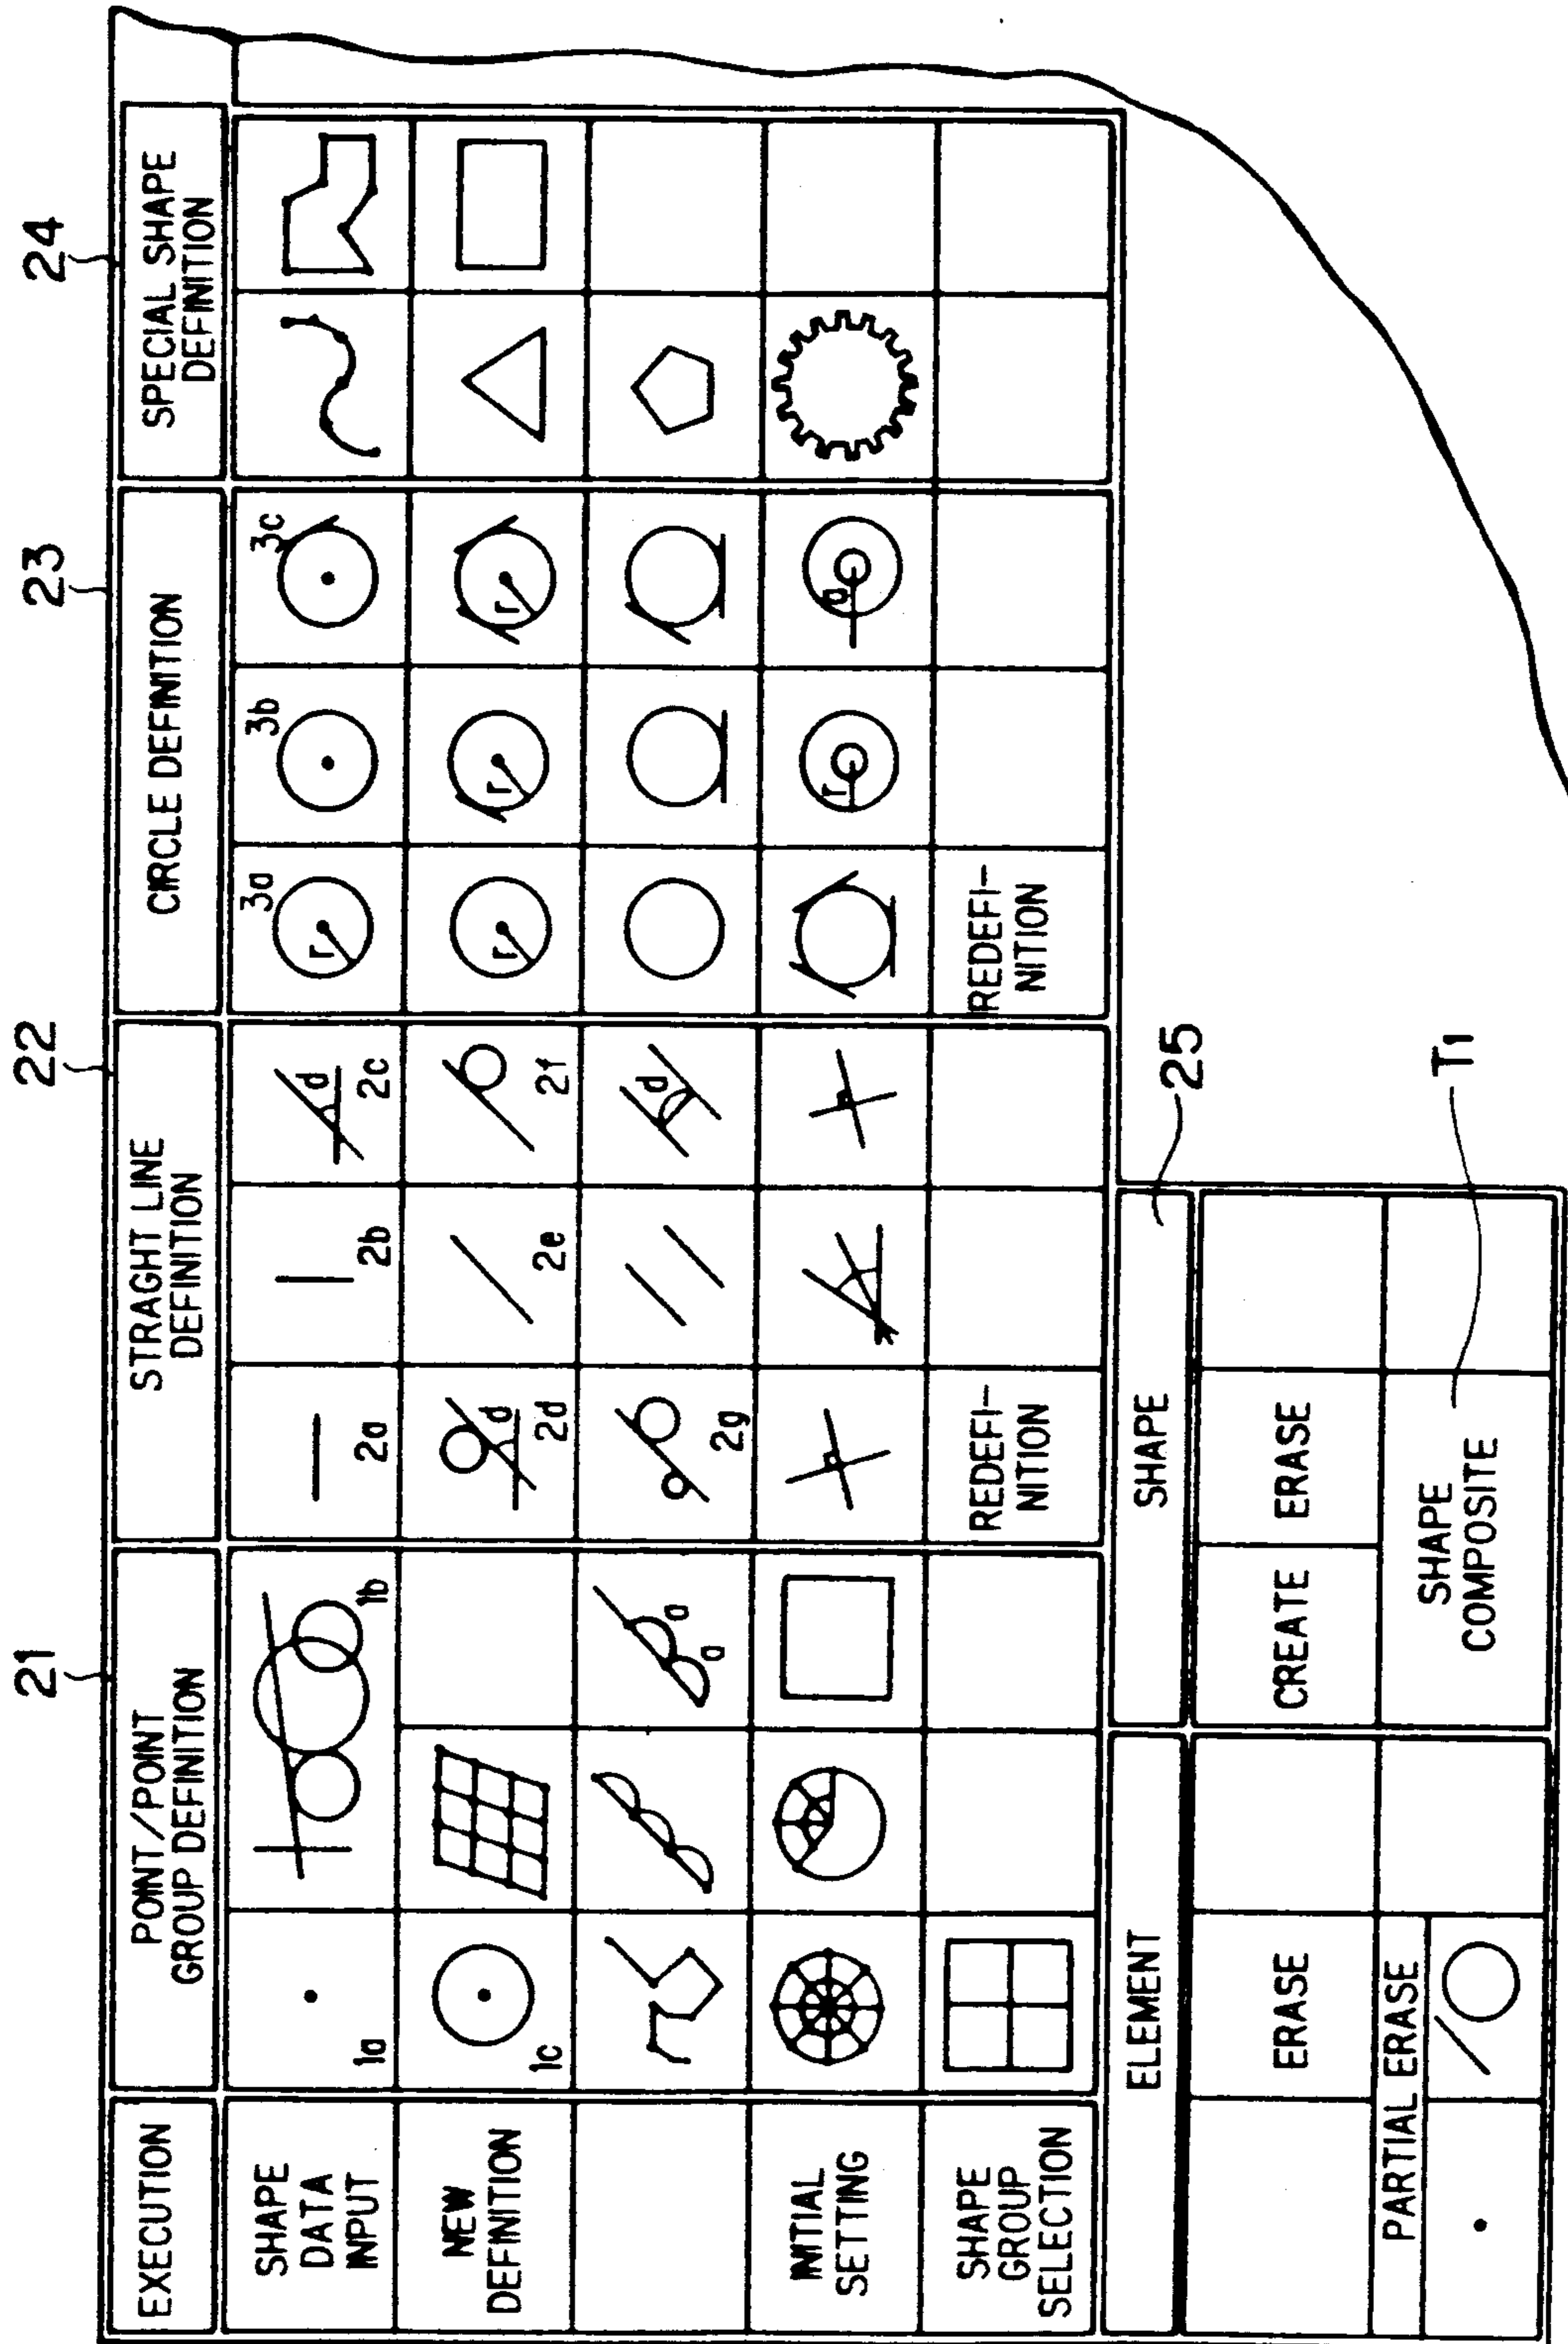 21
22
23
24
EXECUTION
POINT/POINT
GROUP DEFINITION
STRAGHT LINE
DEFINITION
CIRCLE DEFINITION
SPECIAL SHAPE
DEFINITION
SHAPE
DATA
INPUT
1a
1b
2a
2b
d
2c
3a
r
3b
3c
NEW
DEFINITION
1c
d
2d
2e
2f
r
r
r
a
a
2g
d
INITIAL
SETTING
r
a
SHAPE
GROUP
SELECTION
REDEFI-
NITION
REDEFI-
NITION
ELEMENT
SHAPE
25
ERASE
CREATE
ERASE
PARTIAL ERASE
SHAPE
COMPOSITE
T1